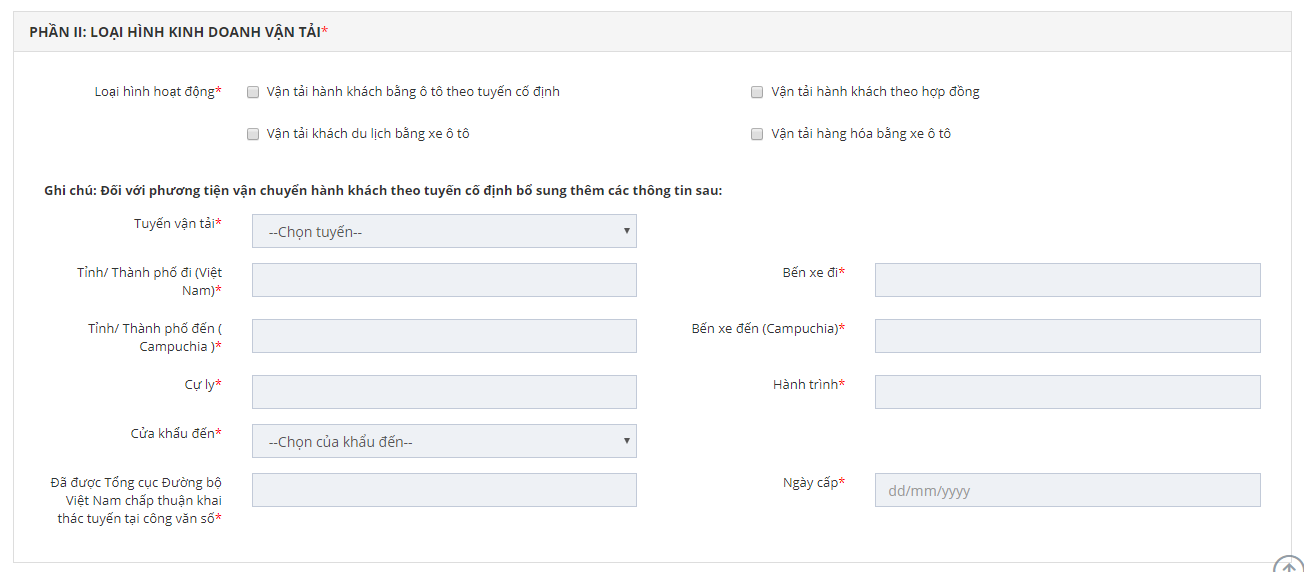 PHẦN II: LOẠI HÌNH KINH DOANH VẬN TẢI*
Loại hình hoạt động*
Vận tải hành khách bằng ô tô theo tuyến cố định
Vận tải hành khách theo hợp đồng
Vận tải khách du lịch bằng xe ô tô
Vận tải hàng hóa bằng xe ô tô
Ghi chú: Đối với phương tiện vận chuyển hành khách theo tuyến cố định bổ sung thêm các thông tin sau:
Tuyến vận tải*
--Chọn tuyến--
Tỉnh/ Thành phố đi (Việt
Nam)*
Bến xe đi*
Tỉnh/ Thành phố đến (
Campuchia )*
Bến xe đến (Campuchia)*
Cự ly*
Hành trình*
Cửa khẩu đến*
--Chọn của khẩu đến--
Đã được Tổng cục Đường bộ
Việt Nam chấp thuận khai
thác tuyến tại công văn số*
Ngày cấp*
dd/mm/yyyy